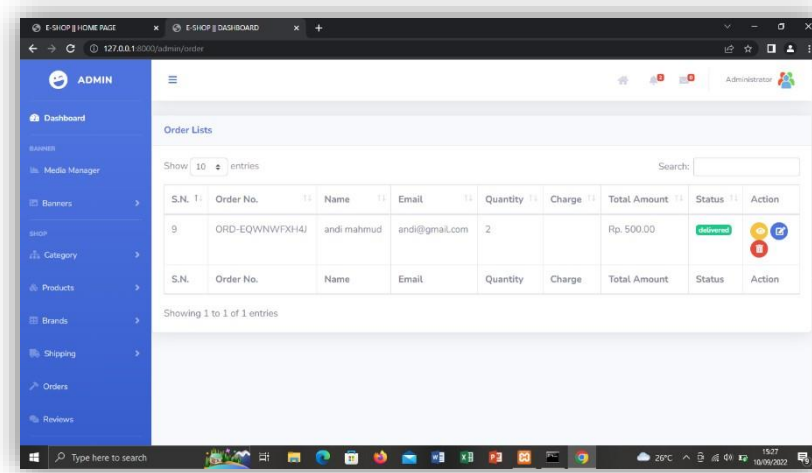 E-SHOP || HOME PAGE
E-SHOP || DASHBOARD
127.0.0.1:8000/admin/order
ADMIN
Administrator
Dashboard
Order Lists
BANNER
Media Manager
Show 10 entries
Search:
Banners
S.N. Order No. Name Email Quantity Charge Total Amount Status Action
SHOP
9 ORD-EQWNWFXH4J andi mahmud andi@gmail.com 2 Rp. 500.00 delivered
Category
S.N. Order No. Name Email Quantity Charge Total Amount Status Action
Products
Showing 1 to 1 of 1 entries
Brands
Shipping
Orders
Reviews
Type here to search
26°C
15:27
10/09/2022